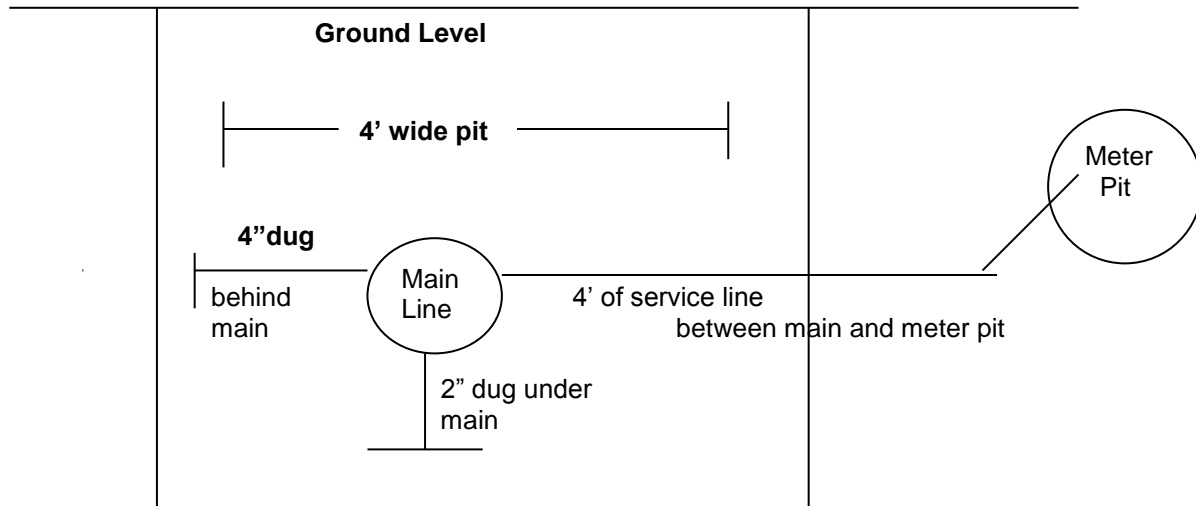 Ground Level
4’ wide pit
Meter
Pit
4”dug
behind
main
Main
Line
4’ of service line
between main and meter pit
2” dug under
main